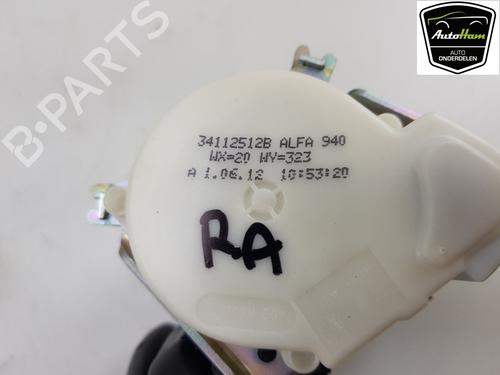 AutoHam
AUTO
ONDERDELEN
B-PARTS
34112512B ALFA 940
WX=20 WY=323
A 1.06.12 10:53:20
RA